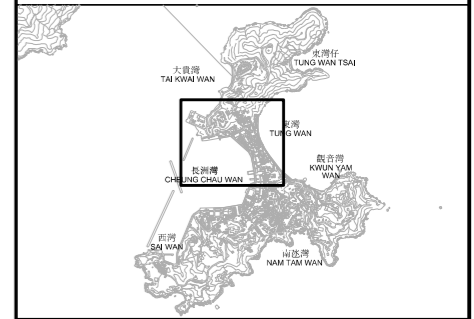 東灣仔
TUNG WAN TSAI
大貴灣
TAI KWAI WAN
東灣
TUNG WAN
觀音灣
KWUN YAM
WAN
長洲灣
CHEUNG CHAU WAN
西灣
SAI WAN
南氹灣
NAM TAM WAN